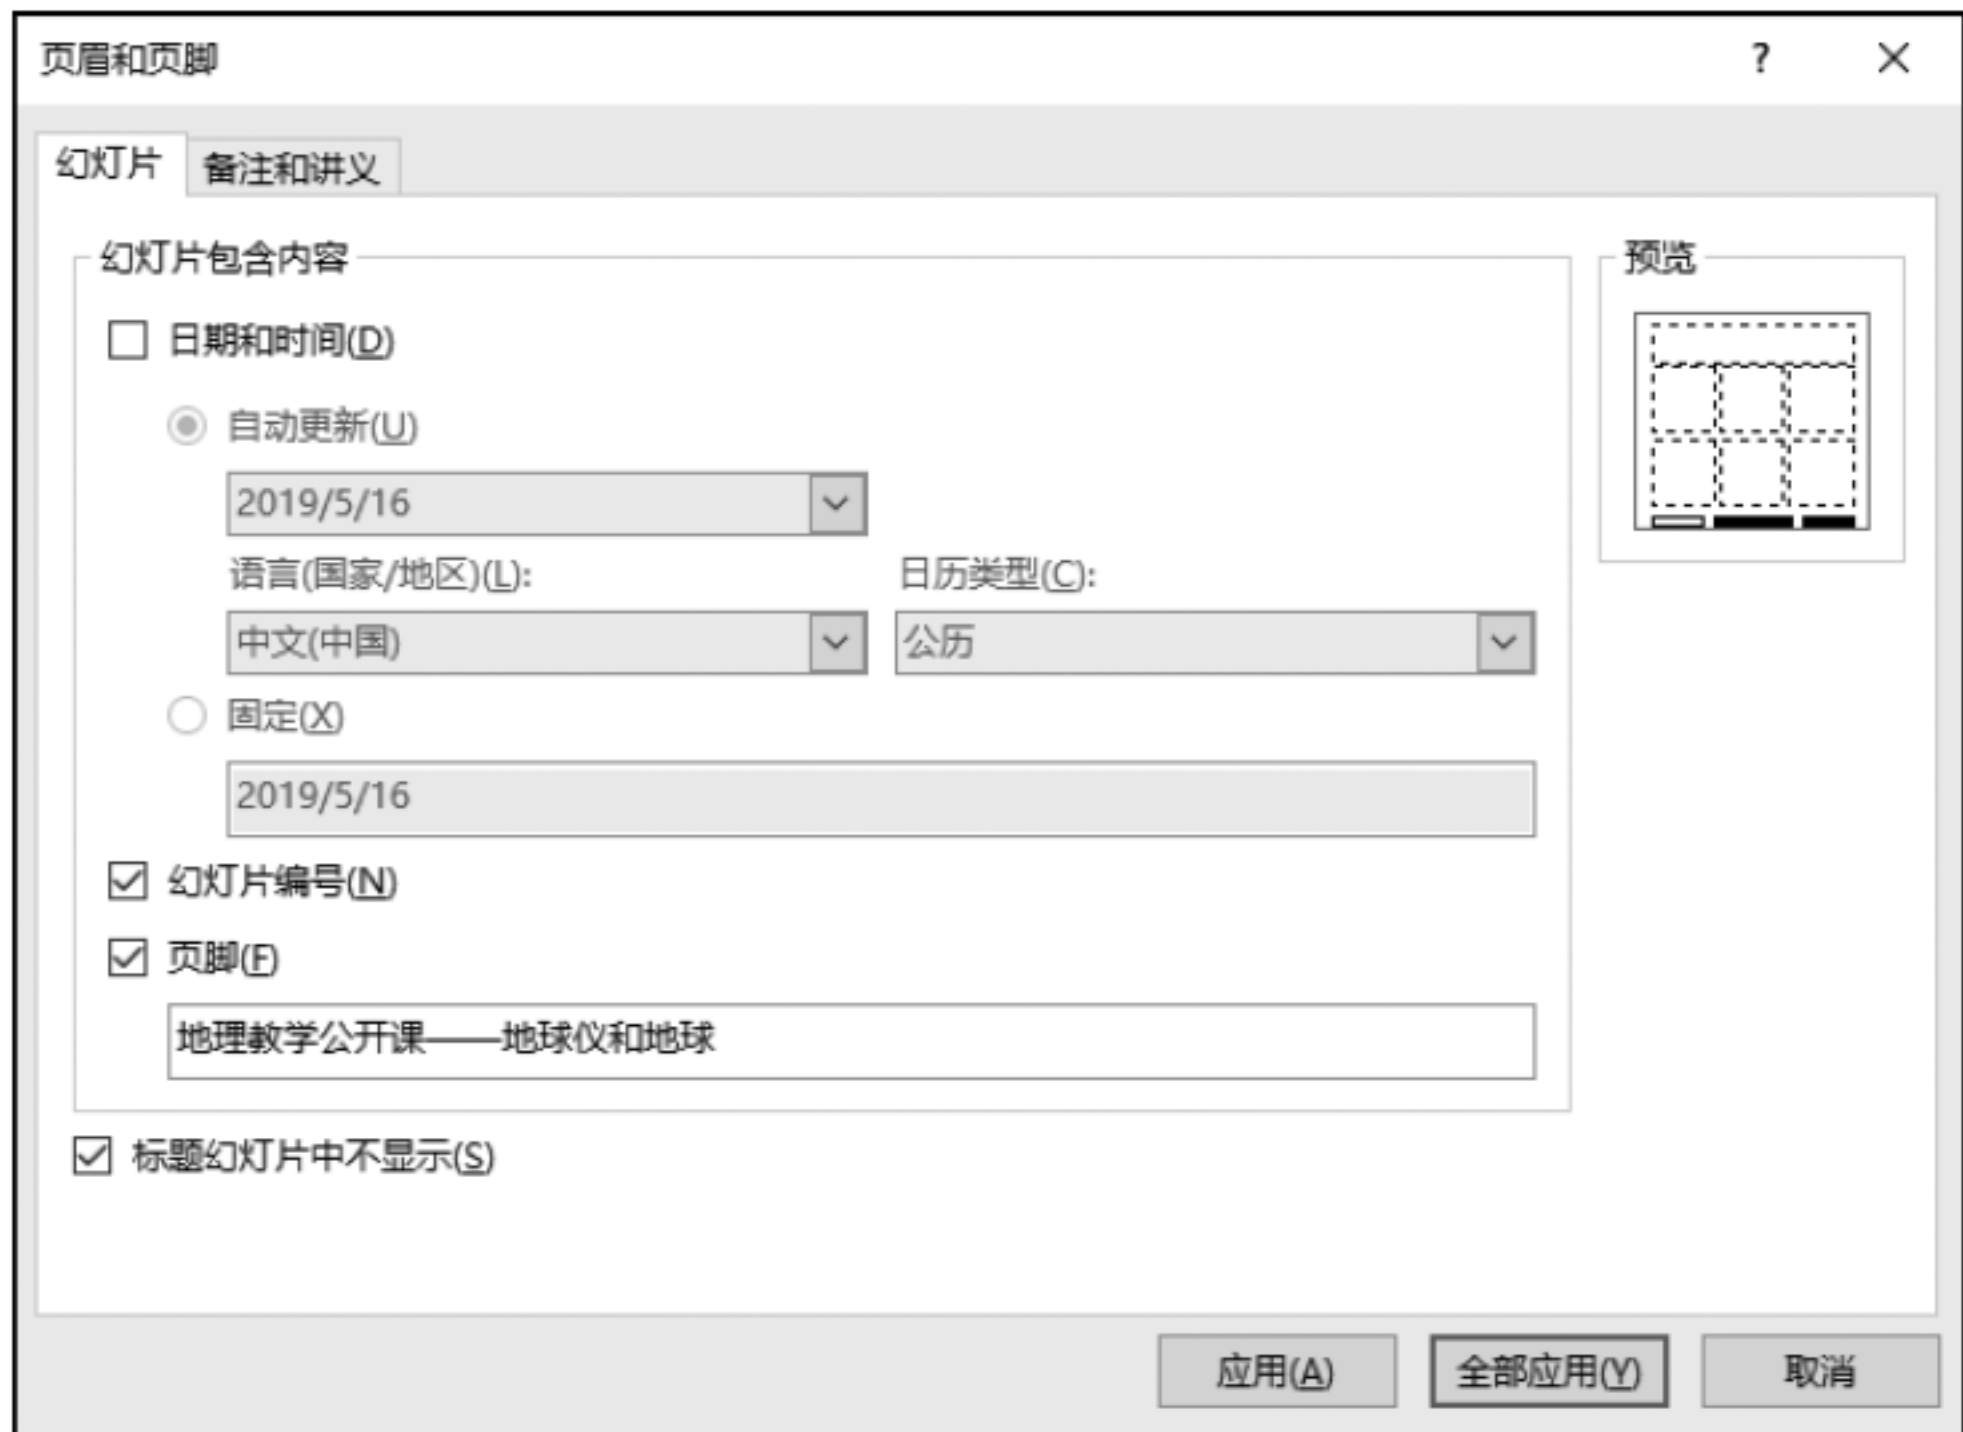 页眉和页脚 ? ×
幻灯片 备注和讲义
幻灯片包含内容 预览
日期和时间(D)
自动更新(U)
2019/5/16
语言(国家/地区)(L): 日历类型(C):
中文(中国) 公历
固定(X)
2019/5/16
幻灯片编号(N)
页脚(F)
地理教学公开课——地球仪和地球
标题幻灯片中不显示(S)
应用(A) 全部应用(Y) 取消